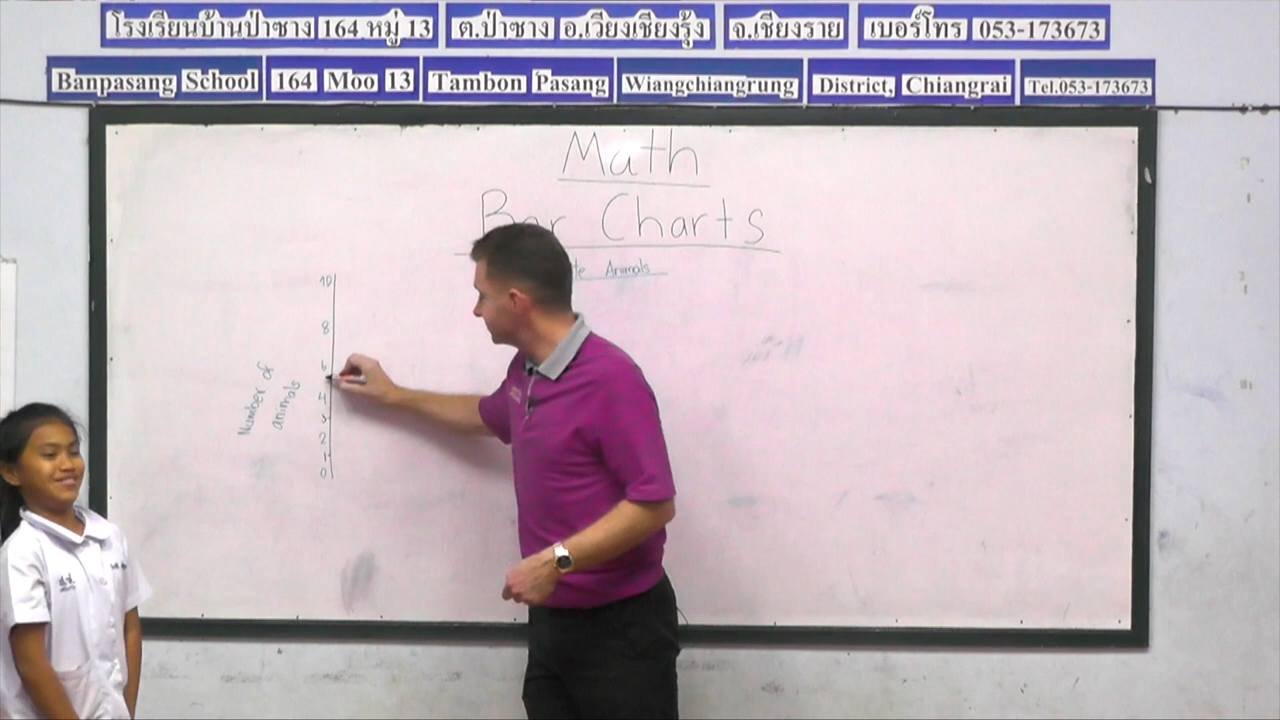 โรงเรียนบ้านป่าซาง 164 หมู่ 13 ต.ป่าซาง อ.เวียงเชียงรุ้ง จ.เชียงราย เบอร์โทร 053-173673
Banpasang School 164 Moo 13 Tambon Pasang Wiangchiangrung District, Chiangrai Tel.053-173673
Math
Bar Charts
Animals
10
8
6
4
3
2
1
0
Number of
animals